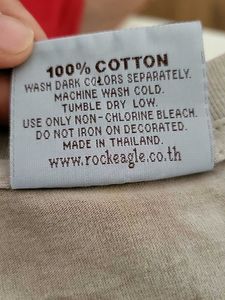 100% COTTON
WASH DARK COLORS SEPARATELY.
MACHINE WASH COLD.
TUMBLE DRY LOW.
USE ONLY NON-CHLORINE BLEACH.
DO NOT IRON ON DECORATED.
MADE IN THAILAND.
www.rockeagle.co.th